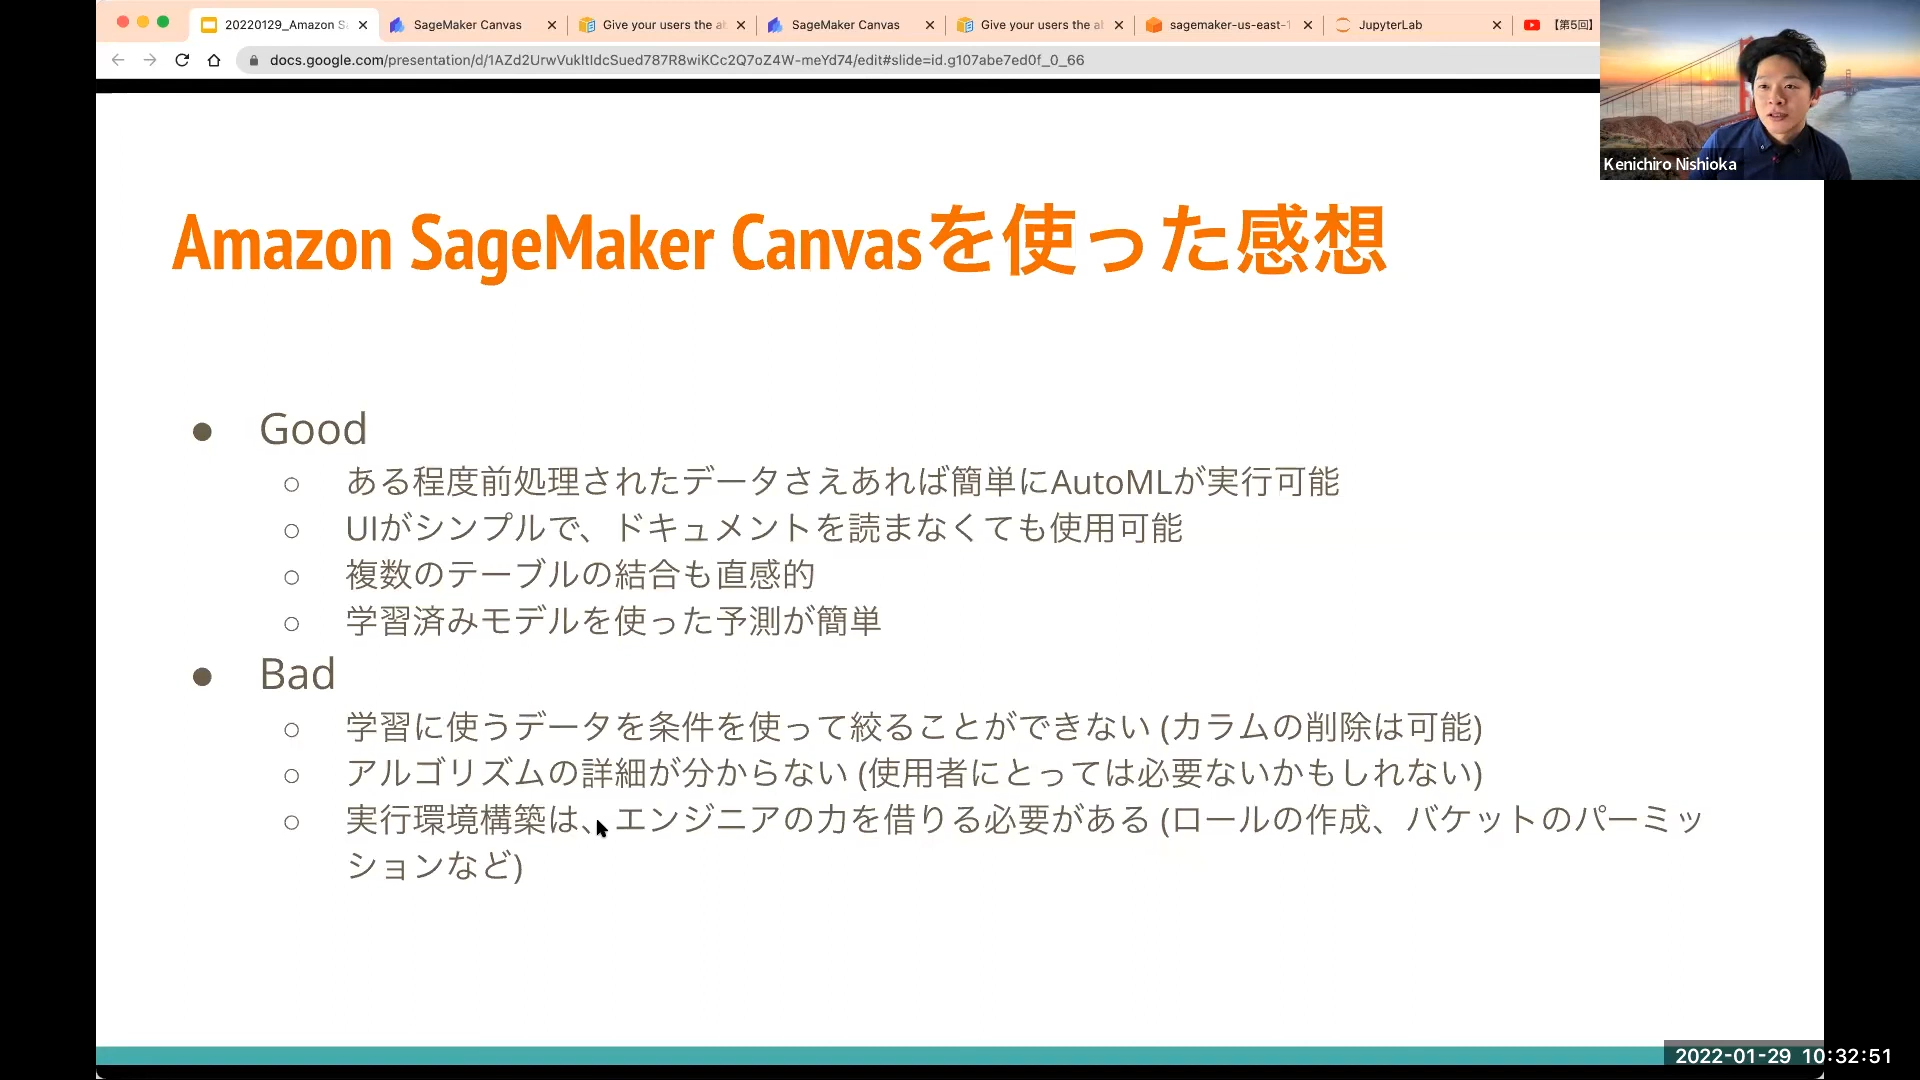 20220129_Amazon S
SageMaker Canvas
Give your users the ab
SageMaker Canvas
Give your users the ab
sagemaker-us-east-1
JupyterLab
【第5回】
docs.google.com/presentation/d/1AZd2UrwVukltIdcSued787R8wiKCc2Q7oZ4W-meYd74/edit#slide=id.g107abe7ed0f_0_66
Kenichiro Nishioka
Amazon SageMaker Canvasを使った感想
● Good
○ ある程度前処理されたデータさえあれば簡単にAutoMLが実行可能
○ UIがシンプルで、ドキュメントを読まなくても使用可能
○ 複数のテーブルの結合も直感的
○ 学習済みモデルを使った予測が簡単
● Bad
○ 学習に使うデータを条件を使って絞ることができない (カラムの削除は可能)
○ アルゴリズムの詳細が分からない (使用者にとっては必要ないかもしれない)
○ 実行環境構築は、エンジニアの力を借りる必要がある (ロールの作成、バケットのパーミッ
ションなど)
2022-01-29 10:32:51